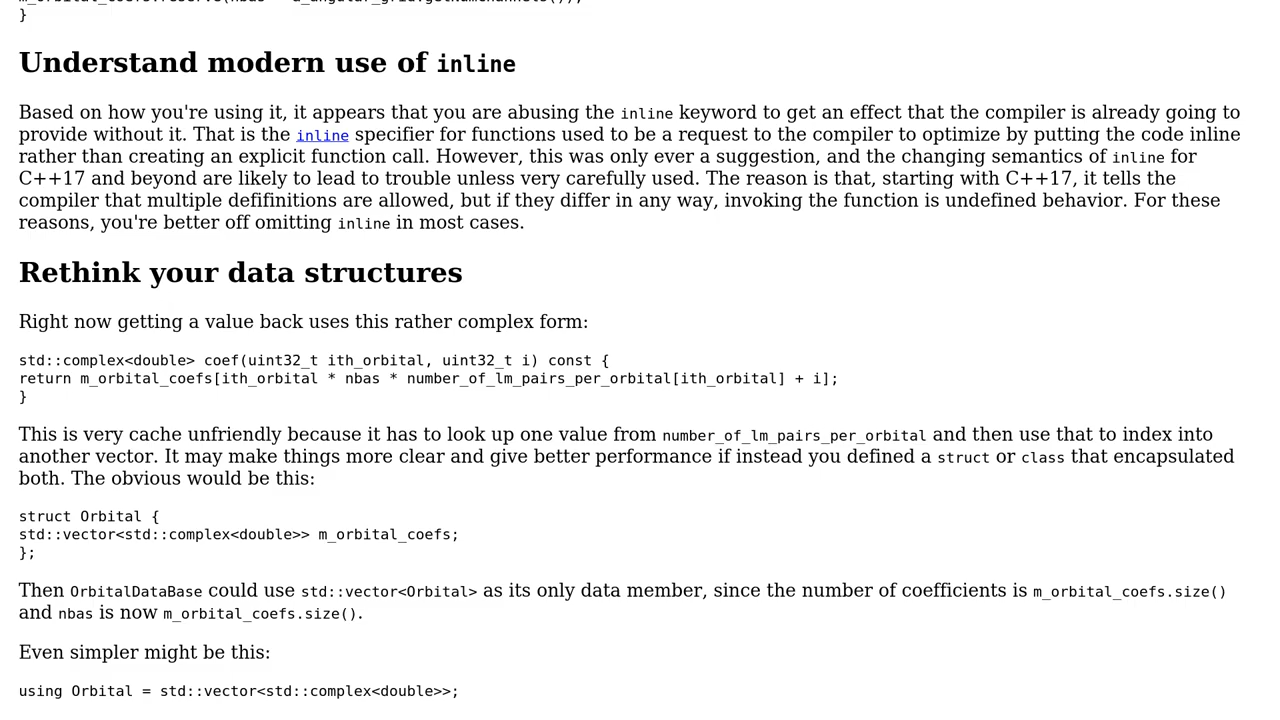 }
Understand modern use of inline
Based on how you're using it, it appears that you are abusing the inline keyword to get an effect that the compiler is already going to
provide without it. That is the inline specifier for functions used to be a request to the compiler to optimize by putting the code inline
rather than creating an explicit function call. However, this was only ever a suggestion, and the changing semantics of inline for
C++17 and beyond are likely to lead to trouble unless very carefully used. The reason is that, starting with C++17, it tells the
compiler that multiple defifinitions are allowed, but if they differ in any way, invoking the function is undefined behavior. For these
reasons, you're better off omitting inline in most cases.
Rethink your data structures
Right now getting a value back uses this rather complex form:
std::complex<double> coef(uint32_t ith_orbital, uint32_t i) const {
return m_orbital_coefs[ith_orbital * nbas * number_of_lm_pairs_per_orbital[ith_orbital] + i];
}
This is very cache unfriendly because it has to look up one value from number_of_lm_pairs_per_orbital and then use that to index into
another vector. It may make things more clear and give better performance if instead you defined a struct or class that encapsulated
both. The obvious would be this:
struct Orbital {
std::vector<std::complex<double>> m_orbital_coefs;
};
Then OrbitalDataBase could use std::vector<Orbital> as its only data member, since the number of coefficients is m_orbital_coefs.size()
and nbas is now m_orbital_coefs.size().
Even simpler might be this:
using Orbital = std::vector<std::complex<double>>;